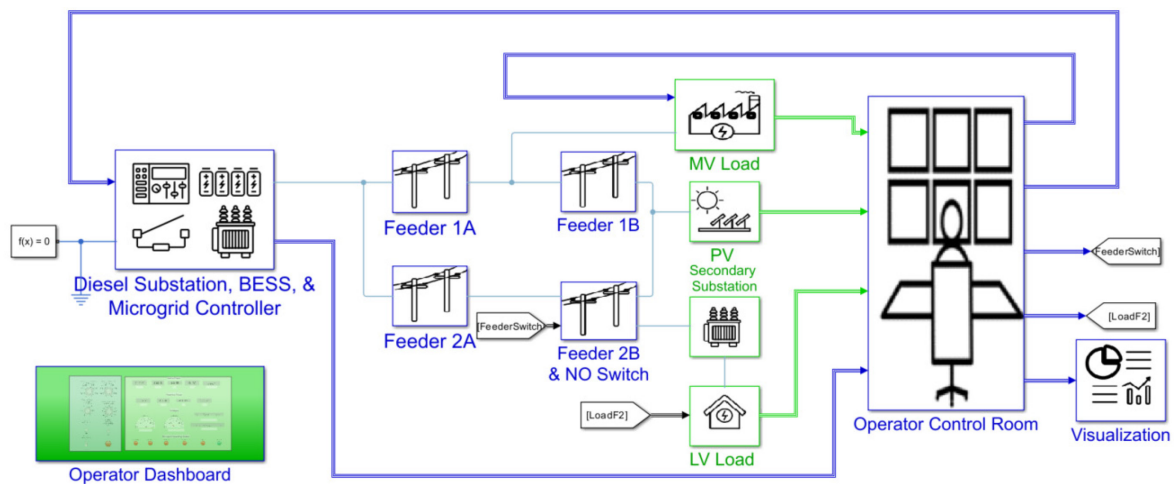 MV Load
f(x) = 0
Diesel Substation, BESS, &
Microgrid Controller
Feeder 1A
Feeder 1B
PV
Secondary
Substation
Feeder 2A
[FeederSwitch
Feeder 2B
& NO Switch
[LoadF2]
LV Load
Operator Control Room
FeederSwitch]
[LoadF2]
Visualization
Operator Dashboard